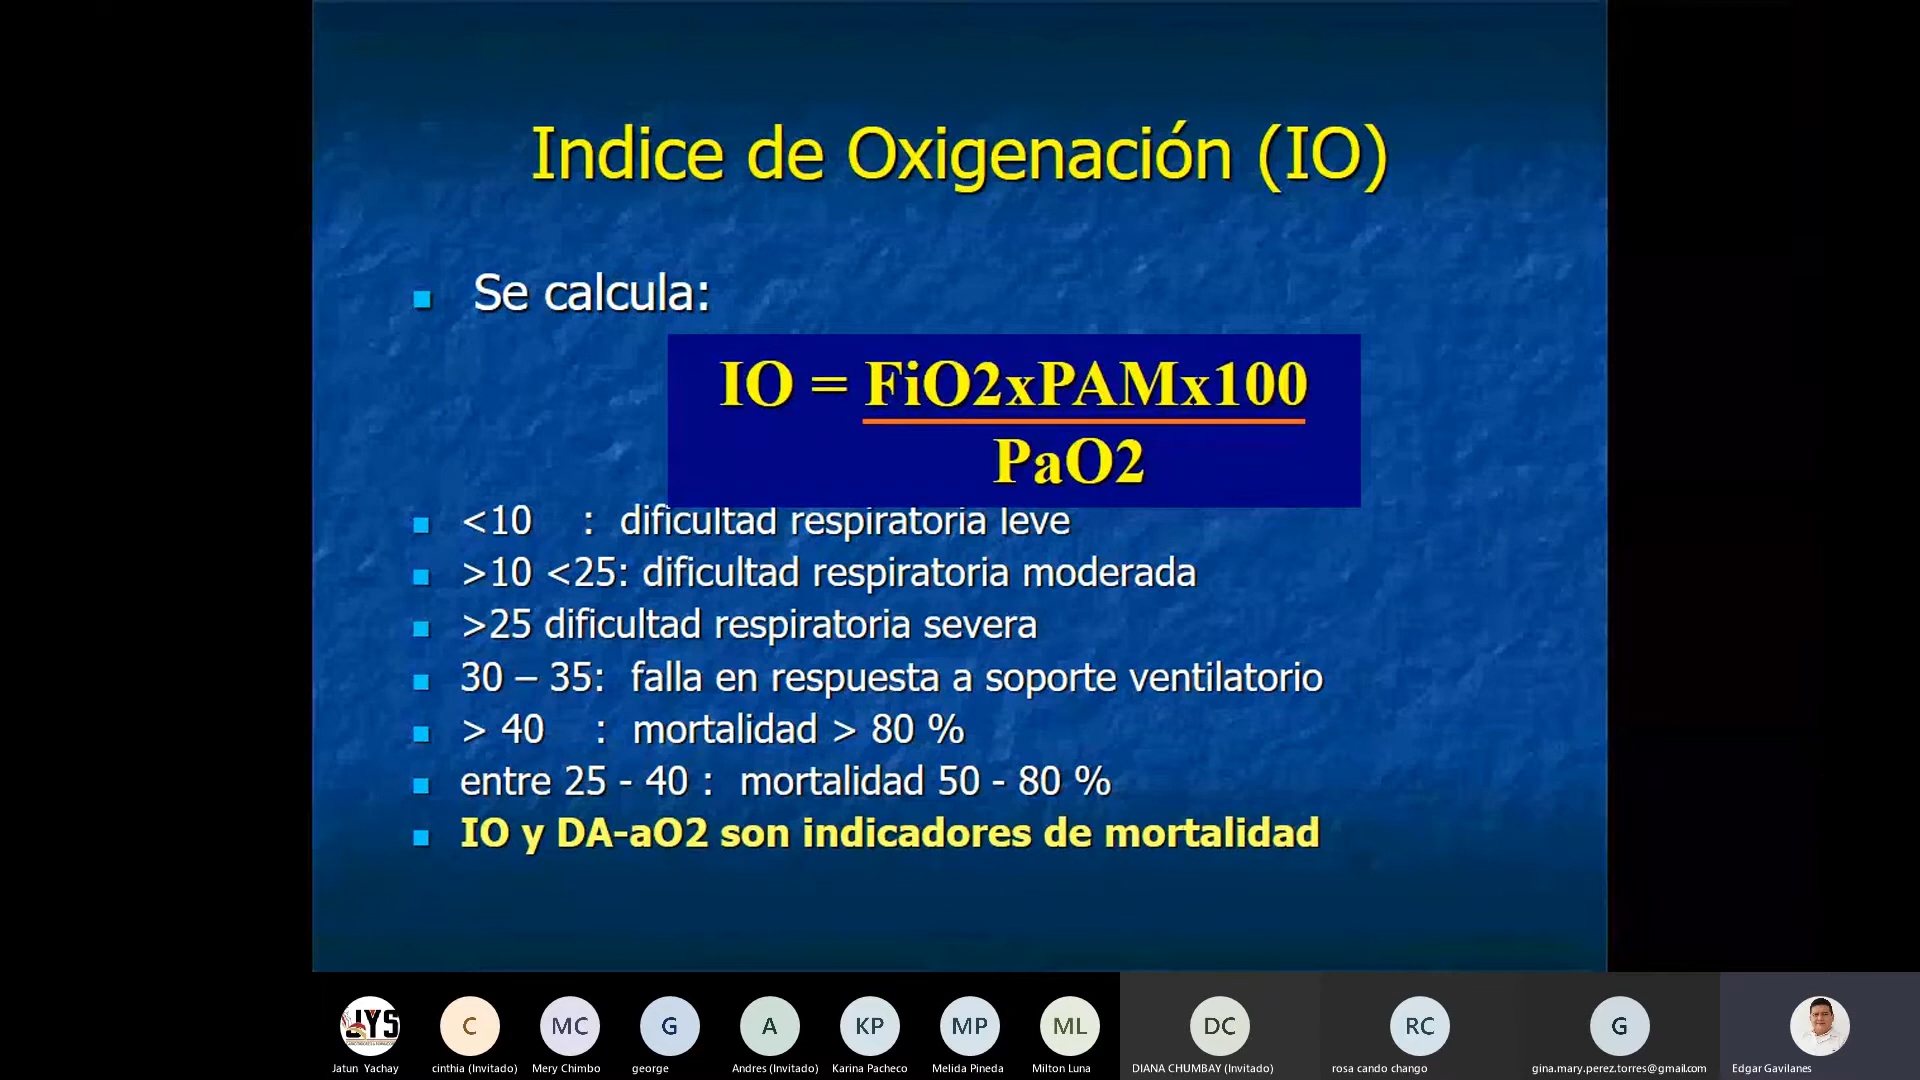 Indice de Oxigenación (IO)
Se calcula:
IO = FiO2xPAMx100
PaO2
<10 : dificultad respiratoria leve
>10 <25: dificultad respiratoria moderada
>25 dificultad respiratoria severa
30 – 35: falla en respuesta a soporte ventilatorio
> 40 : mortalidad > 80 %
entre 25 - 40 : mortalidad 50 - 80 %
IO y DA-aO2 son indicadores de mortalidad
JYS
C
MC
G
A
KP
MP
ML
DC
RC
G
Jatun Yachay
cinthia (Invitado)
Mery Chimbo
george
Andres (Invitado)
Karina Pacheco
Melida Pineda
Milton Luna
DIANA CHUMBAY (Invitado)
rosa cando chango
gina.mary.perez.torres@gmail.com
Edgar Gavilanes